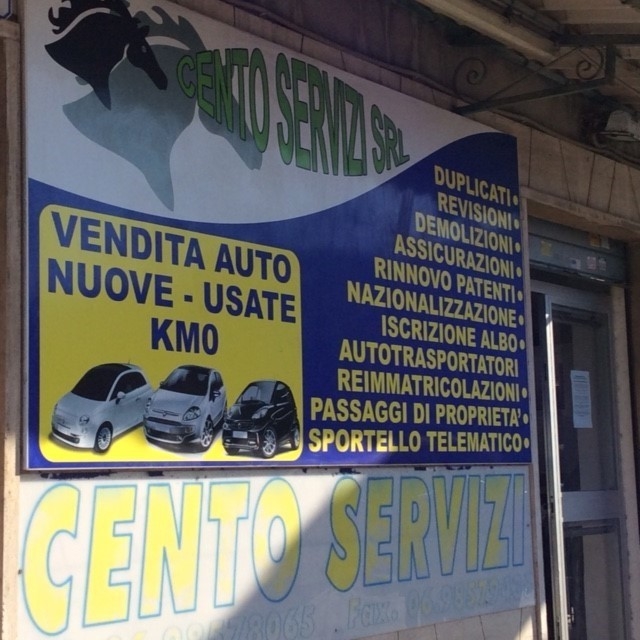 CENTO SERVIZI SRL
VENDITA AUTO
NUOVE - USATE
KM0
DUPLICATI•
REVISIONI•
DEMOLIZIONI•
ASSICURAZIONI•
RINNOVO PATENTI•
NAZIONALIZZAZIONE•
ISCRIZIONE ALBO•
AUTOTRASPORTATORI
REIMMATRICOLAZIONI•
PASSAGGI DI PROPRIETA'•
SPORTELLO TELEMATICO•
CENTO SERVIZI
Fax.